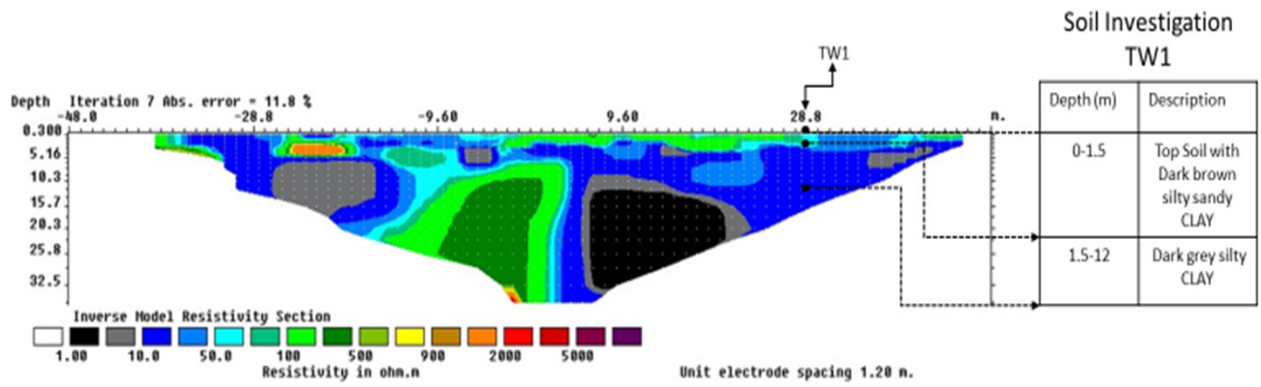 Soil Investigation
TW1
TW1
Depth Iteration 7 Abs. error = 11.8 %
-48.0 -28.8 -9.60 9.60 28.8 m.
0.300
5.16
10.3
15.7
20.3
25.8
32.5
Depth (m) Description
0-1.5 Top Soil with
Dark brown
silty sandy
CLAY
1.5-12 Dark grey silty
CLAY
Inverse Model Resistivity Section
1.00 10.0 50.0 100 500 900 2000 5000
Resistivity in ohm.m
Unit electrode spacing 1.20 m.